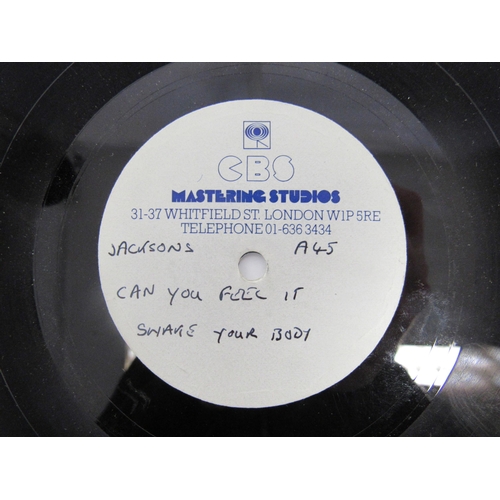 CBS
MASTERING STUDIOS
31-37 WHITFIELD ST. LONDON W1P 5RE
TELEPHONE 01-636 3434
JACKSONS A45
CAN YOU FEEL IT
SHAKE YOUR BODY